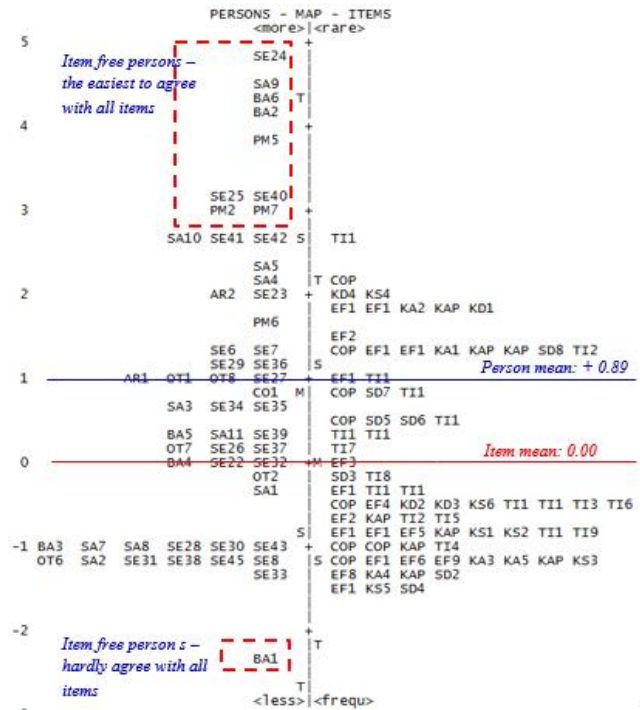 PERSONS - MAP - ITEMS
<more>|<rare>
5 +
Item free persons – SE24
the easiest to agree SA9
with all items BA6 T
BA2
4 +
PM5
SE25 SE40
3 PM2 PM7 +
SA10 SE41 SE42 S TI1
SA5
SA4 T COP
2 AR2 SE23 + KD4 KS4
EF1 EF1 KA2 KAP KD1
PM6
EF2
SE6 SE7 COP EF1 EF1 KA1 KAP KAP SD8 TI2
SE29 SE36 S Person mean: + 0.89
1 AR1 OT1 OT8 SE27 + EF1 TI1
CO1 M COP SD7 TI1
SA3 SE34 SE35
COP SD5 SD6 TI1
BA5 SA11 SE39 TI1 TI1
OT7 SE26 SE37 TI7 Item mean: 0.00
0 BA4 SE22 SE32 +M EF3
OT2 SD3 TI8
SA1 EF1 TI1 TI1
COP EF4 KD2 KD3 KS6 TI1 TI1 TI3 TI6
EF2 KAP TI2 TI5
S EF1 EF1 EF5 KAP KS1 KS2 TI1 TI9
-1 BA3 SA7 SA8 SE28 SE30 SE43 + COP COP KAP TI4
OT6 SA2 SE31 SE38 SE45 SE8 S COP EF1 EF6 EF9 KA3 KA5 KAP KS3
SE33 EF8 KA4 KAP SD2
EF1 KS5 SD4
-2 +
Item free person s – T
hardly agree with all BA1
items T
<less>|<frequ>